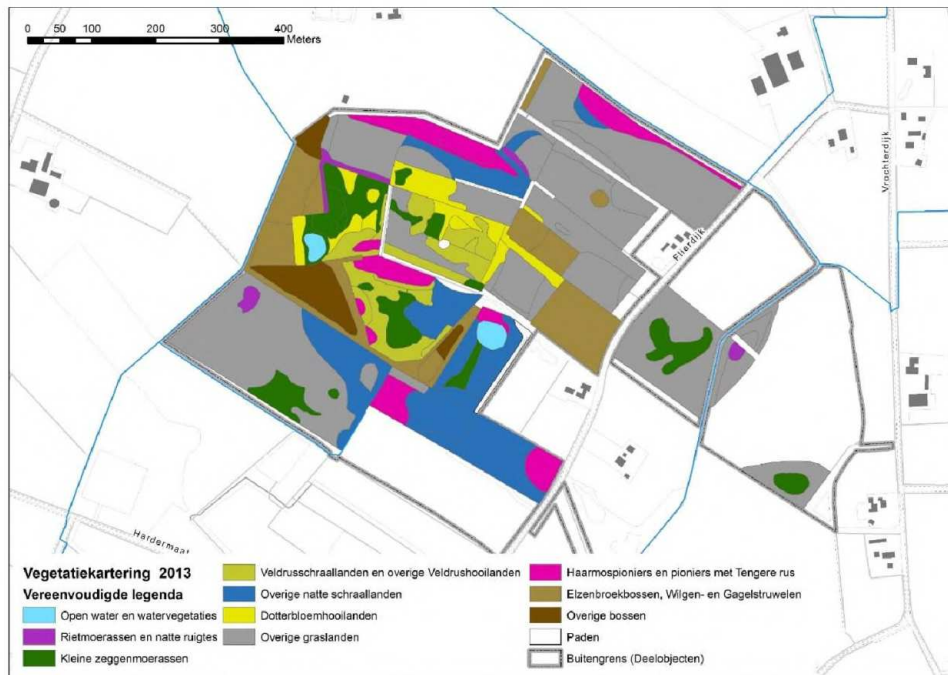 0 50 100 200 300 400
Meters
Vrochterdijk
Flierdijk
Hardermaat
Vegetatiekartering 2013
Vereenvoudigde legenda
Open water en watervegetaties
Rietmoerassen en natte ruigtes
Kleine zeggenmoerassen
Veldrusschraallanden en overige Veldrushooilanden
Overige natte schraallanden
Dotterbloemhooilanden
Overige graslanden
Haarmospioniers en pioniers met Tengere rus
Elzenbroekbossen, Wilgen- en Gagelstruwelen
Overige bossen
Paden
Buitengrens (Deelobjecten)